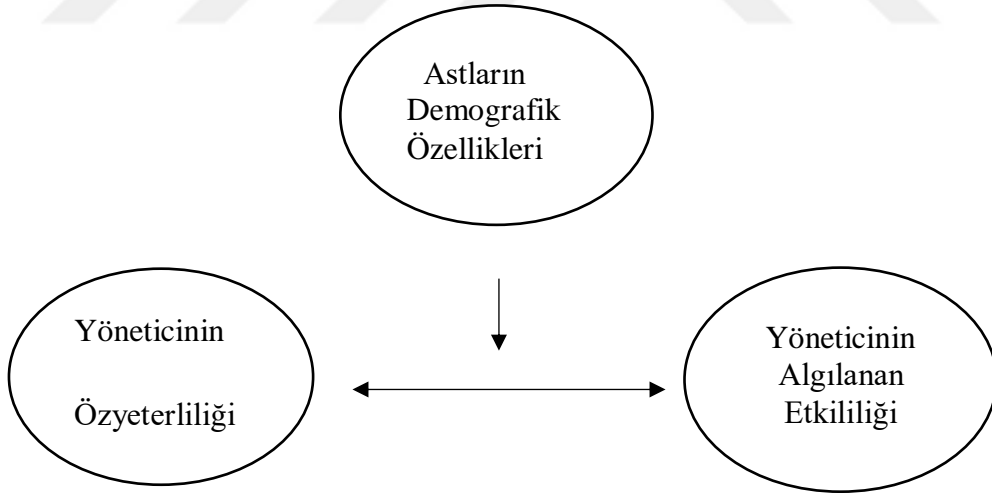 Astların
Demografik
Özellikleri
Yöneticinin
Özyeterliliği
Yöneticinin
Algılanan
Etkililiği